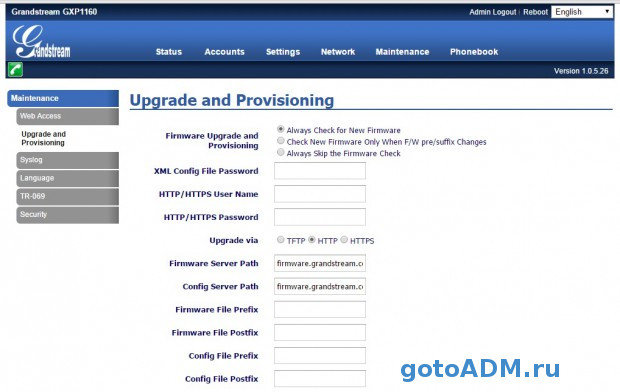 Grandstream GXP1160
Admin Logout | Reboot English
Grandstream
Status Accounts Settings Network Maintenance Phonebook
Version 1.0.5.26
Maintenance
Web Access
Upgrade and
Provisioning
Syslog
Language
TR-069
Security
Upgrade and Provisioning
Firmware Upgrade and
Provisioning
Always Check for New Firmware
Check New Firmware Only When F/W pre/suffix Changes
Always Skip the Firmware Check
XML Config File Password
HTTP/HTTPS User Name
HTTP/HTTPS Password
Upgrade via TFTP HTTP HTTPS
Firmware Server Path firmware.grandstream.c
Config Server Path firmware.grandstream.c
Firmware File Prefix
Firmware File Postfix
Config File Prefix
Config File Postfix
gotoADM.ru